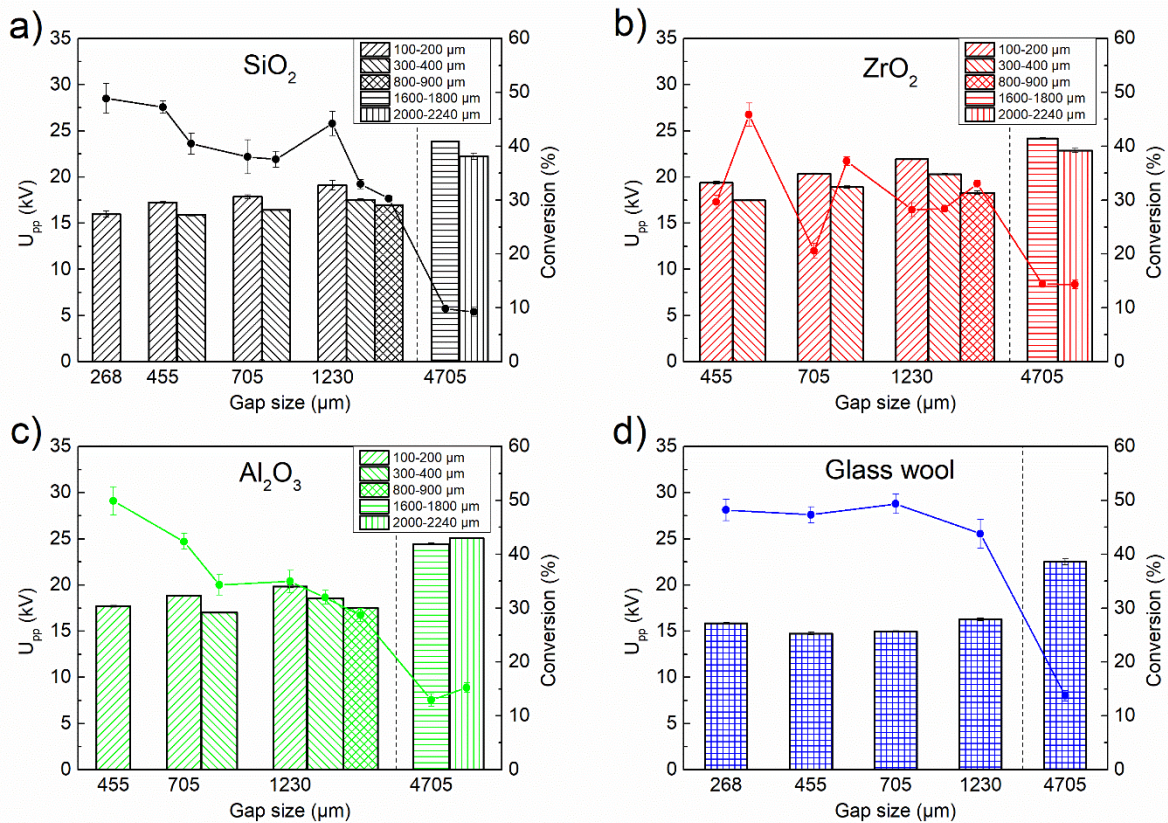 a)
SiO₂
100-200 µm
300-400 µm
800-900 µm
1600-1800 µm
2000-2240 µm
35
30
25
20
15
10
5
0
U_pp (kV)
60
50
40
30
20
10
0
Conversion (%)
268 455 705 1230 4705
Gap size (µm)
b)
ZrO₂
100-200 µm
300-400 µm
800-900 µm
1600-1800 µm
2000-2240 µm
35
30
25
20
15
10
5
0
U_pp (kV)
60
50
40
30
20
10
0
Conversion (%)
455 705 1230 4705
Gap size (µm)
c)
Al₂O₃
100-200 µm
300-400 µm
800-900 µm
1600-1800 µm
2000-2240 µm
35
30
25
20
15
10
5
0
U_pp (kV)
60
50
40
30
20
10
0
Conversion (%)
455 705 1230 4705
Gap size (µm)
d)
Glass wool
35
30
25
20
15
10
5
0
U_pp (kV)
60
50
40
30
20
10
0
Conversion (%)
268 455 705 1230 4705
Gap size (µm)